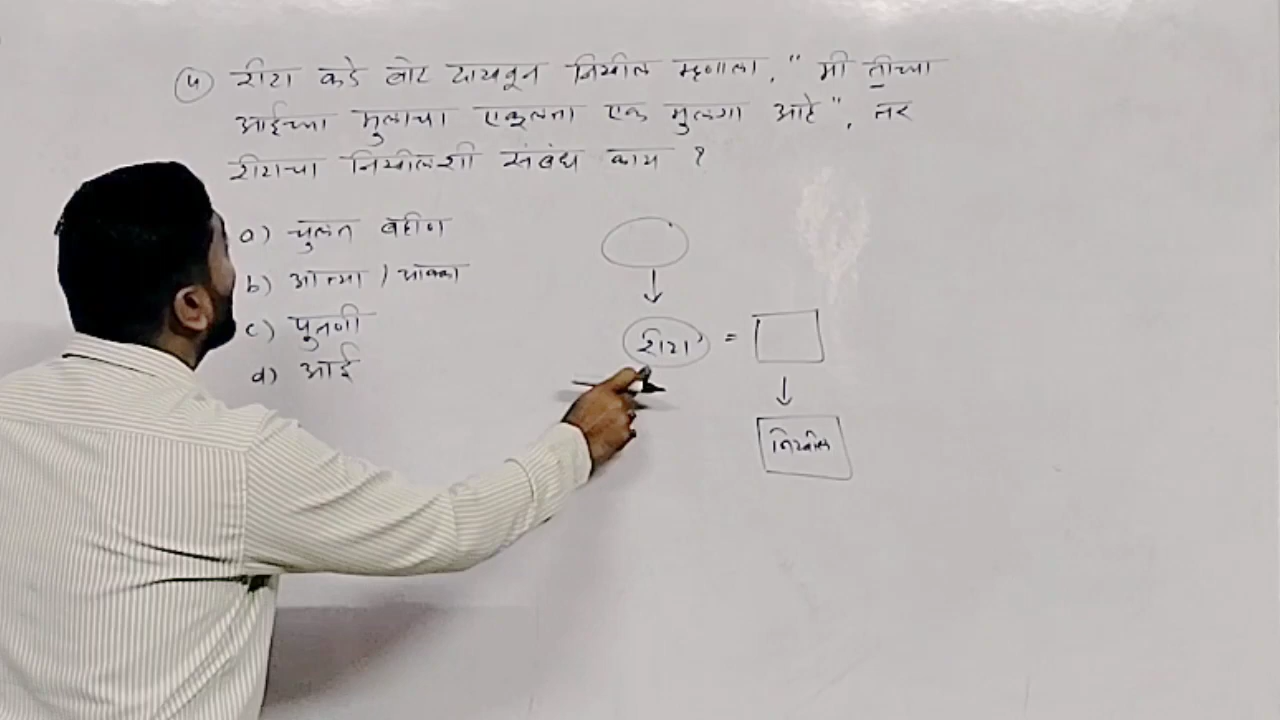 ५ रीटा कडे बोट दाखवून निखील म्हणाला, " मी तीच्या
आईच्या मुलाचा एकुलता एक मुलगा आहे ", तर
रीटाचा निखीलशी संबंध काय ?
a) चुलत बहीण
b) आत्या / मावशी
c) पुतणी
d) आई
रीटा =
निखील